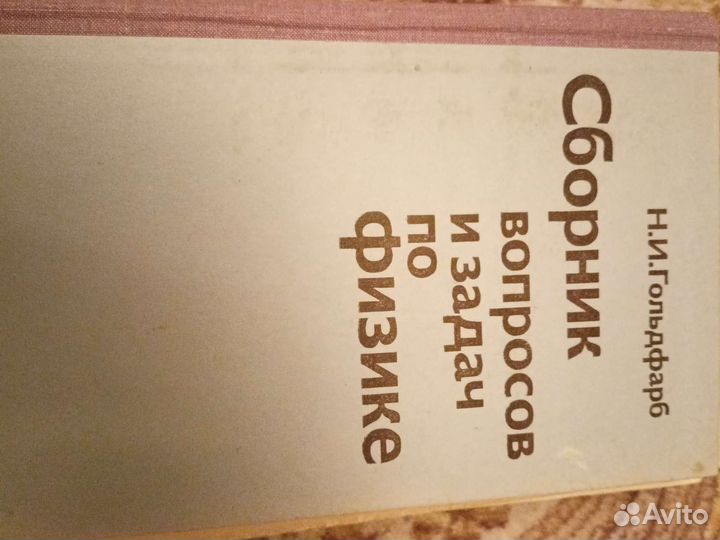 Н.И.Гольдфарб
Сборник
вопросов
и задач
по
физике
Avito